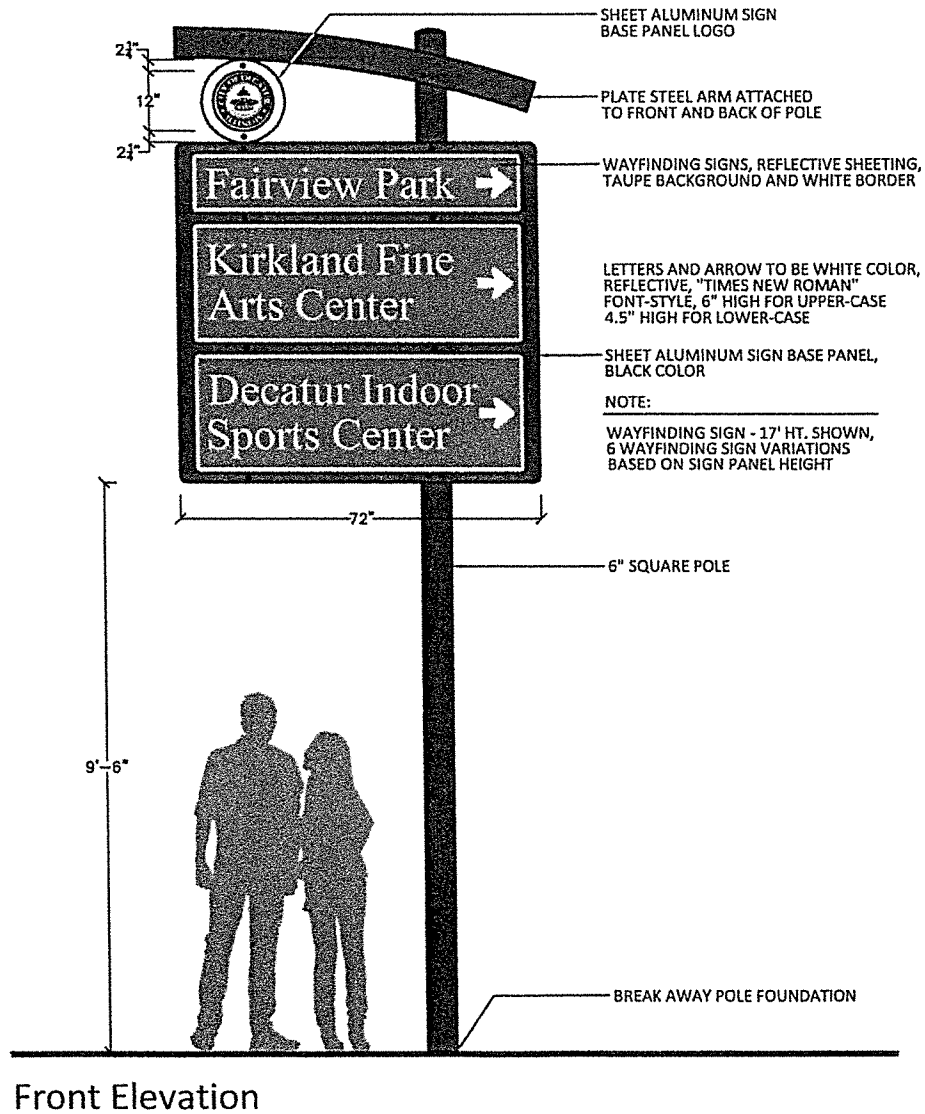 SHEET ALUMINUM SIGN
BASE PANEL LOGO
2¼"
12"
2¼"
PLATE STEEL ARM ATTACHED
TO FRONT AND BACK OF POLE
Fairview Park
WAYFINDING SIGNS, REFLECTIVE SHEETING,
TAUPE BACKGROUND AND WHITE BORDER
Kirkland Fine
Arts Center
LETTERS AND ARROW TO BE WHITE COLOR,
REFLECTIVE, "TIMES NEW ROMAN"
FONT-STYLE, 6" HIGH FOR UPPER-CASE
4.5" HIGH FOR LOWER-CASE
Decatur Indoor
Sports Center
SHEET ALUMINUM SIGN BASE PANEL,
BLACK COLOR
NOTE:
WAYFINDING SIGN - 17' HT. SHOWN,
6 WAYFINDING SIGN VARIATIONS
BASED ON SIGN PANEL HEIGHT
72"
6" SQUARE POLE
9'-6"
BREAK AWAY POLE FOUNDATION
Front Elevation